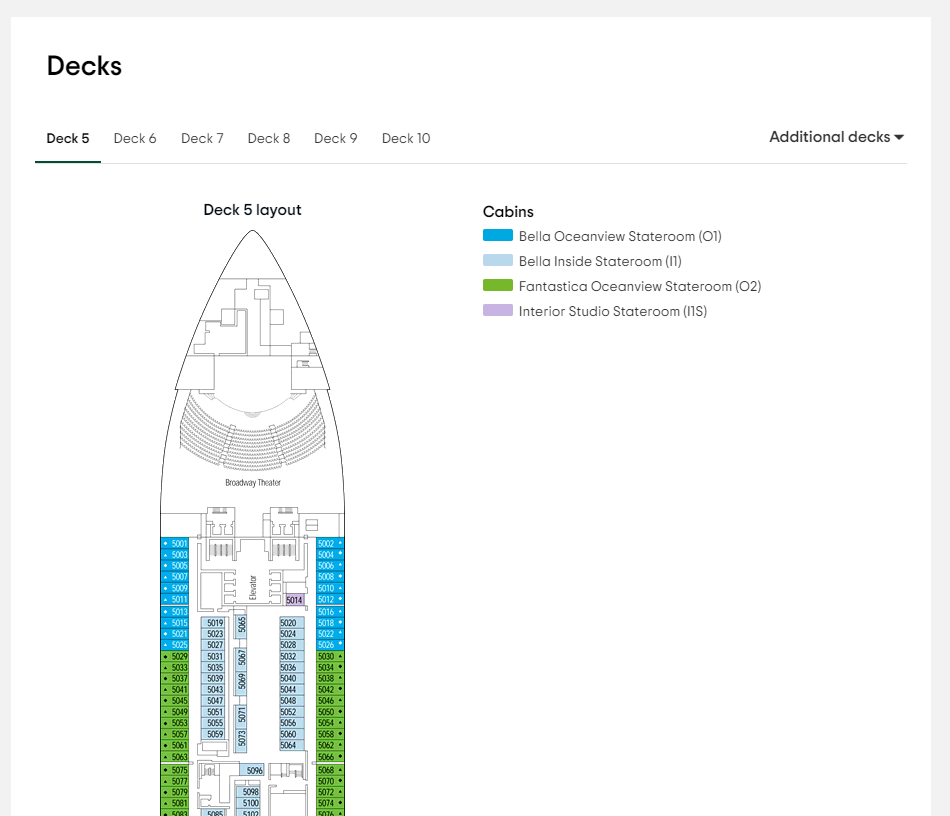 Decks
Deck 5 Deck 6 Deck 7 Deck 8 Deck 9 Deck 10 Additional decks
Deck 5 layout
Cabins
Bella Oceanview Stateroom (O1)
Bella Inside Stateroom (I1)
Fantastica Oceanview Stateroom (O2)
Interior Studio Stateroom (I1S)
Broadway Theater
Elevator
5001 5002
5003 5004
5005 5006
5007 5008
5009 5010
5011 5014 5012
5013 5016
5015 5019 5065 5020 5018
5021 5023 5024 5022
5025 5027 5028 5026
5029 5031 5067 5032 5030
5033 5035 5036 5034
5037 5039 5069 5040 5038
5041 5043 5044 5042
5045 5047 5048 5046
5049 5051 5071 5052 5050
5053 5055 5056 5054
5057 5059 5073 5060 5058
5061 5064 5062
5063 5066
5075 5096 5068
5077 5070
5079 5098 5072
5081 5100 5074
5083 5085 5102 5076